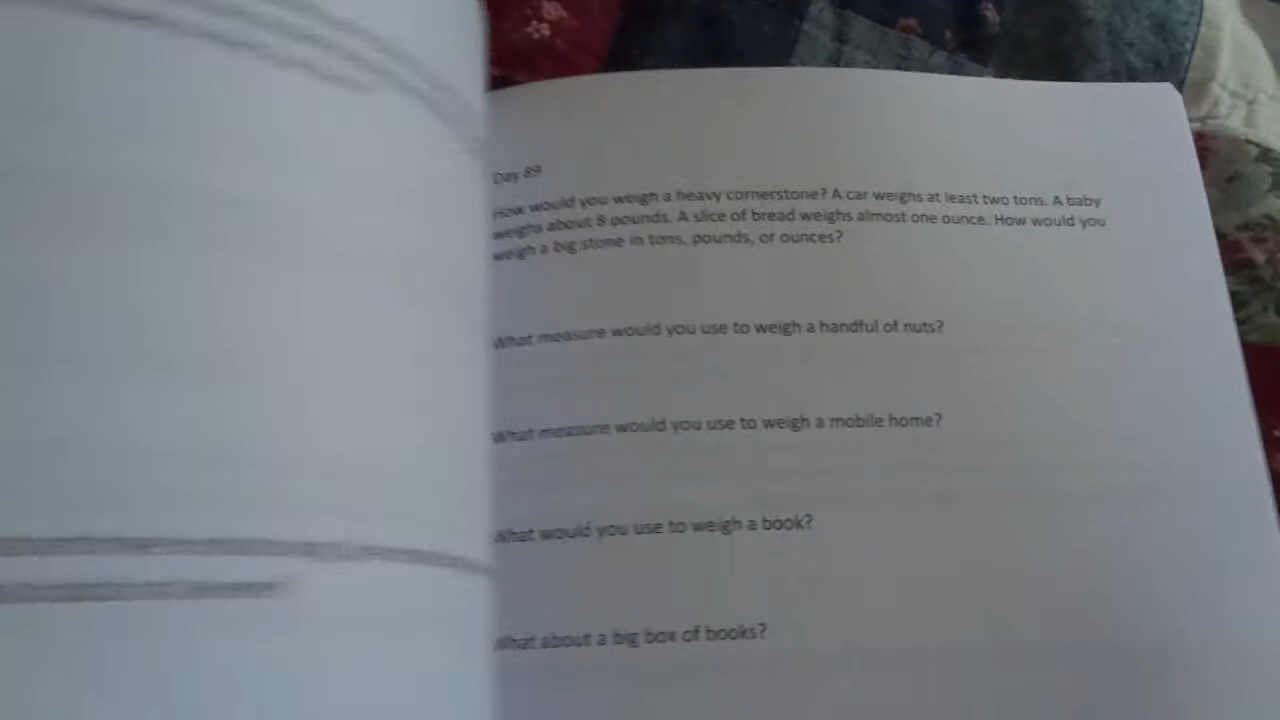 Day 89
How would you weigh a heavy cornerstone? A car weighs at least two tons. A baby
weighs about 8 pounds. A slice of bread weighs almost one ounce. How would you
weigh a big stone in tons, pounds, or ounces?
What measure would you use to weigh a handful of nuts?
What measure would you use to weigh a mobile home?
What would you use to weigh a book?
What about a big box of books?